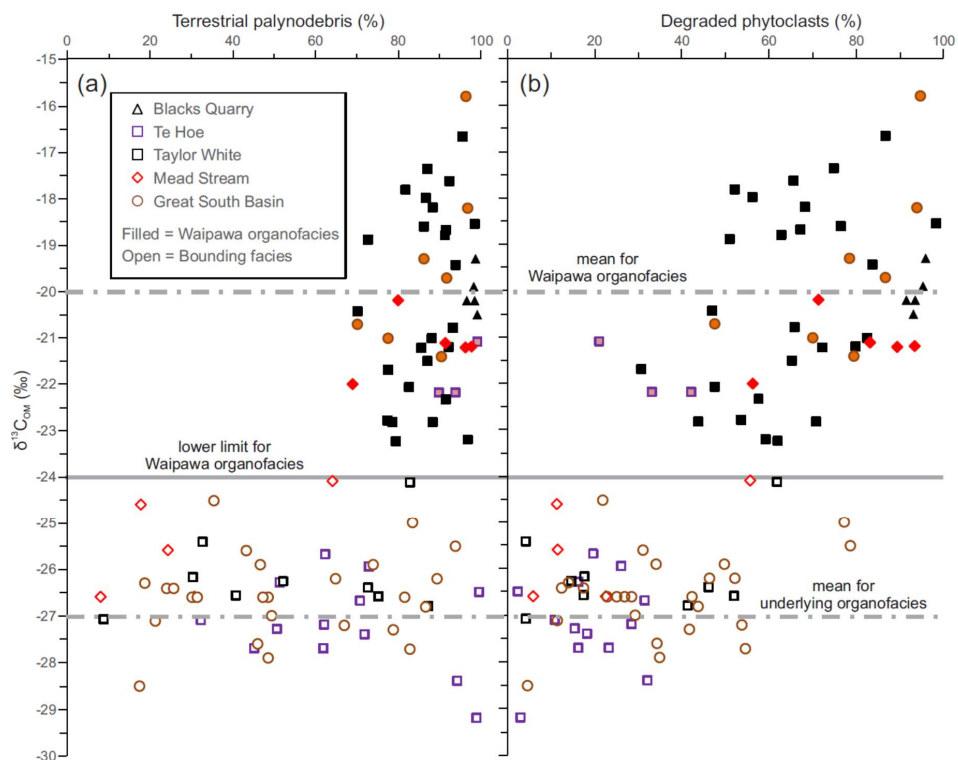 Terrestrial palynodebris (%)
Degraded phytoclasts (%)
0 20 40 60 80 100
0 20 40 60 80 100
-15
-16
-17
-18
-19
-20
-21
-22
-23
-24
-25
-26
-27
-28
-29
-30
δ¹³C_OM (‰)
(a)
Blacks Quarry
Te Hoe
Taylor White
Mead Stream
Great South Basin
Filled = Waipawa organofacies
Open = Bounding facies
lower limit for
Waipawa organofacies
(b)
mean for
Waipawa organofacies
mean for
underlying organofacies